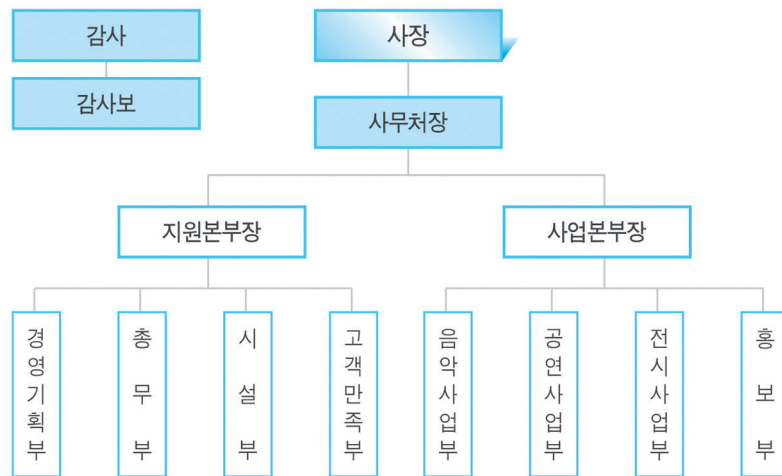 감사
사장
감사보
사무처장
지원본부장
사업본부장
경영기획부
총무부
시설부
고객만족부
음악사업부
공연사업부
전시사업부
홍보부